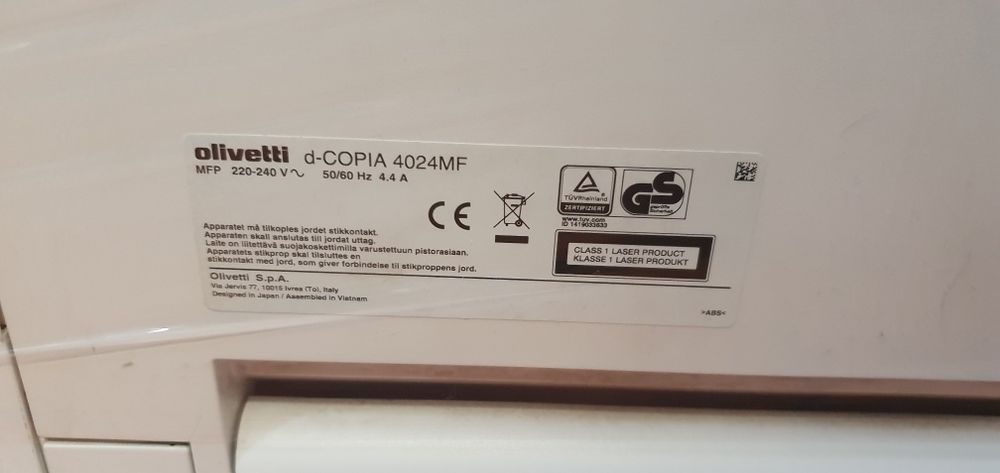 olivetti d-COPIA 4024MF
MFP 220-240 V ~ 50/60 Hz 4.4 A
Apparatet må tilkoples jordet stikkontakt.
Apparaten skall anslutas till jordat uttag.
Laite on liitettävä suojakoskettimilla varustettuun pistorasiaan.
Apparatets stikprop skal tilsluttes en
stikkontakt med jord, som giver forbindelse til stikproppens jord.
CE
TÜVRheinland
ZERTIFIZIERT
GS
geprüfte
Sicherheit
www.tuv.com
ID 1419033633
CLASS 1 LASER PRODUCT
KLASSE 1 LASER PRODUKT
Olivetti S.p.A.
Via Jervis 77, 10015 Ivrea (To), Italy
Designed in Japan / Assembled in Vietnam
>ABS<